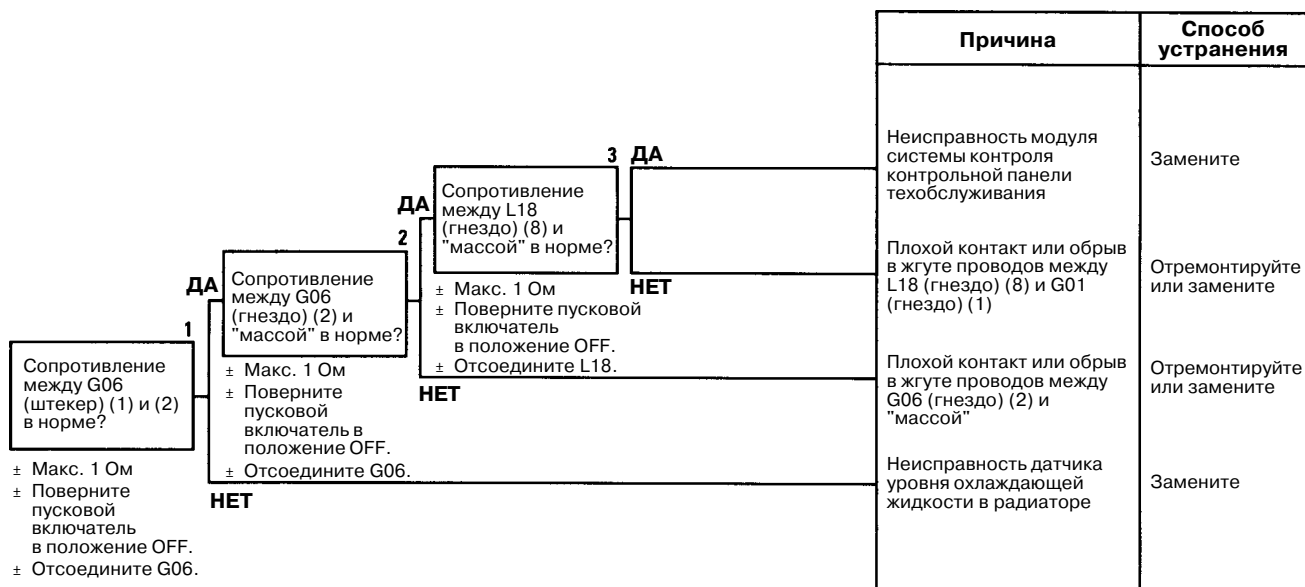 Причина
Способ
устранения
1
Сопротивление
между G06
(штекер) (1) и (2)
в норме?
± Макс. 1 Ом
± Поверните
пусковой
включатель
в положение OFF.
± Отсоедините G06.
ДА
НЕТ
2
Сопротивление
между G06
(гнездо) (2) и
"массой" в норме?
± Макс. 1 Ом
± Поверните
пусковой
включатель в
положение OFF.
± Отсоедините G06.
ДА
НЕТ
3
Сопротивление
между L18
(гнездо) (8) и
"массой" в норме?
± Макс. 1 Ом
± Поверните пусковой
включатель
в положение OFF.
± Отсоедините L18.
ДА
НЕТ
Неисправность модуля
системы контроля
контрольной панели
техобслуживания
Замените
Плохой контакт или обрыв
в жгуте проводов между
L18 (гнездо) (8) и G01
(гнездо) (1)
Отремонтируйте
или замените
Плохой контакт или обрыв
в жгуте проводов между
G06 (гнездо) (2) и
"массой"
Отремонтируйте
или замените
Неисправность датчика
уровня охлаждающей
жидкости в радиаторе
Замените